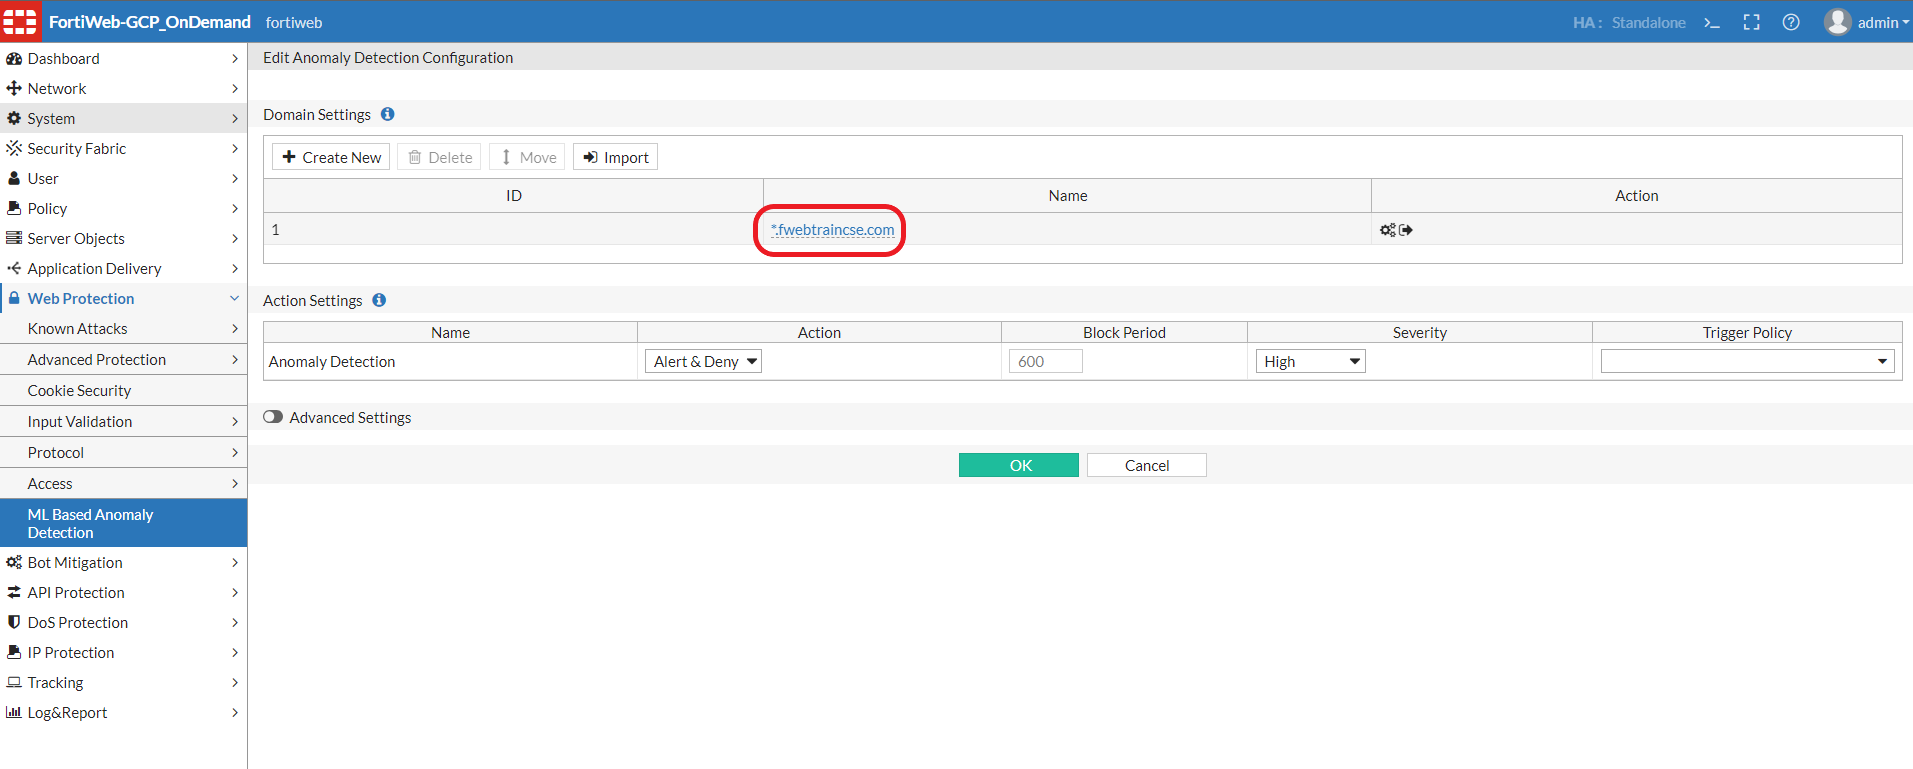 FortiWeb-GCP_OnDemand fortiweb HA: Standalone admin
Dashboard
Network
System
Security Fabric
User
Policy
Server Objects
Application Delivery
Web Protection
Known Attacks
Advanced Protection
Cookie Security
Input Validation
Protocol
Access
ML Based Anomaly
Detection
Bot Mitigation
API Protection
DoS Protection
IP Protection
Tracking
Log&Report
Edit Anomaly Detection Configuration
Domain Settings
Create New Delete Move Import
ID Name Action
1 *.fwebtraincse.com
Action Settings
Name Action Block Period Severity Trigger Policy
Anomaly Detection Alert & Deny 600 High
Advanced Settings
OK Cancel